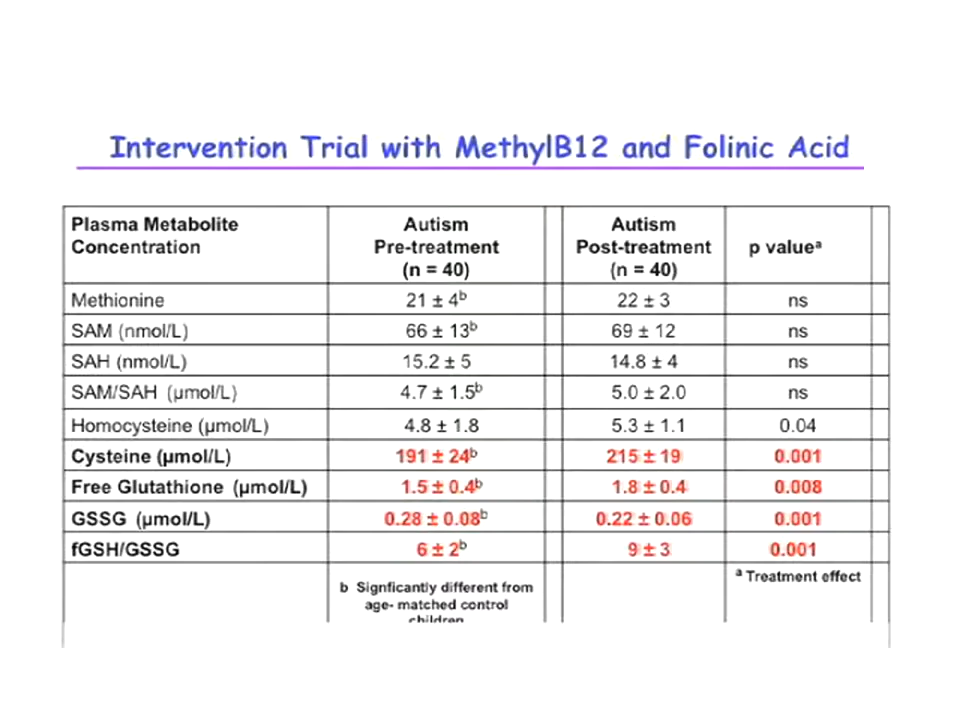 Intervention Trial with MethylB12 and Folinic Acid
Plasma Metabolite Concentration Autism Pre-treatment (n = 40) Autism Post-treatment (n = 40) p valueᵃ
Methionine 21 ± 4ᵇ 22 ± 3 ns
SAM (nmol/L) 66 ± 13ᵇ 69 ± 12 ns
SAH (nmol/L) 15.2 ± 5 14.8 ± 4 ns
SAM/SAH (µmol/L) 4.7 ± 1.5ᵇ 5.0 ± 2.0 ns
Homocysteine (µmol/L) 4.8 ± 1.8 5.3 ± 1.1 0.04
Cysteine (µmol/L) 191 ± 24ᵇ 215 ± 19 0.001
Free Glutathione (µmol/L) 1.5 ± 0.4ᵇ 1.8 ± 0.4 0.008
GSSG (µmol/L) 0.28 ± 0.08ᵇ 0.22 ± 0.06 0.001
fGSH/GSSG 6 ± 2ᵇ 9 ± 3 0.001
ᵃ Treatment effect
b Signficantly different from
age- matched control
children